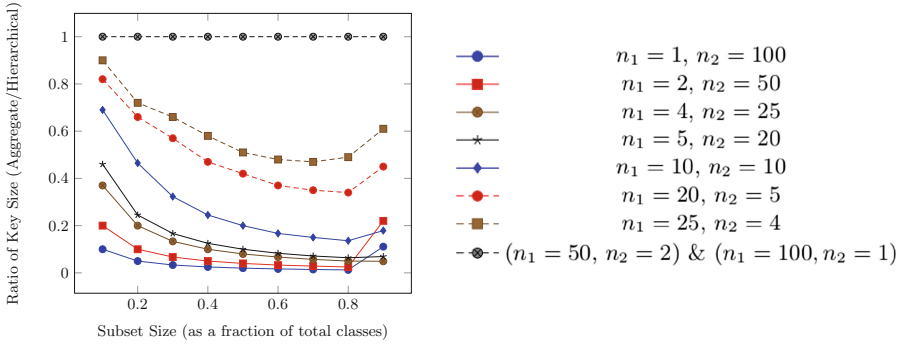 Ratio of Key Size (Aggregate/Hierarchical)
1
0.8
0.6
0.4
0.2
0
0.2 0.4 0.6 0.8
Subset Size (as a fraction of total classes)
n₁ = 1, n₂ = 100
n₁ = 2, n₂ = 50
n₁ = 4, n₂ = 25
n₁ = 5, n₂ = 20
n₁ = 10, n₂ = 10
n₁ = 20, n₂ = 5
n₁ = 25, n₂ = 4
(n₁ = 50, n₂ = 2) & (n₁ = 100, n₂ = 1)